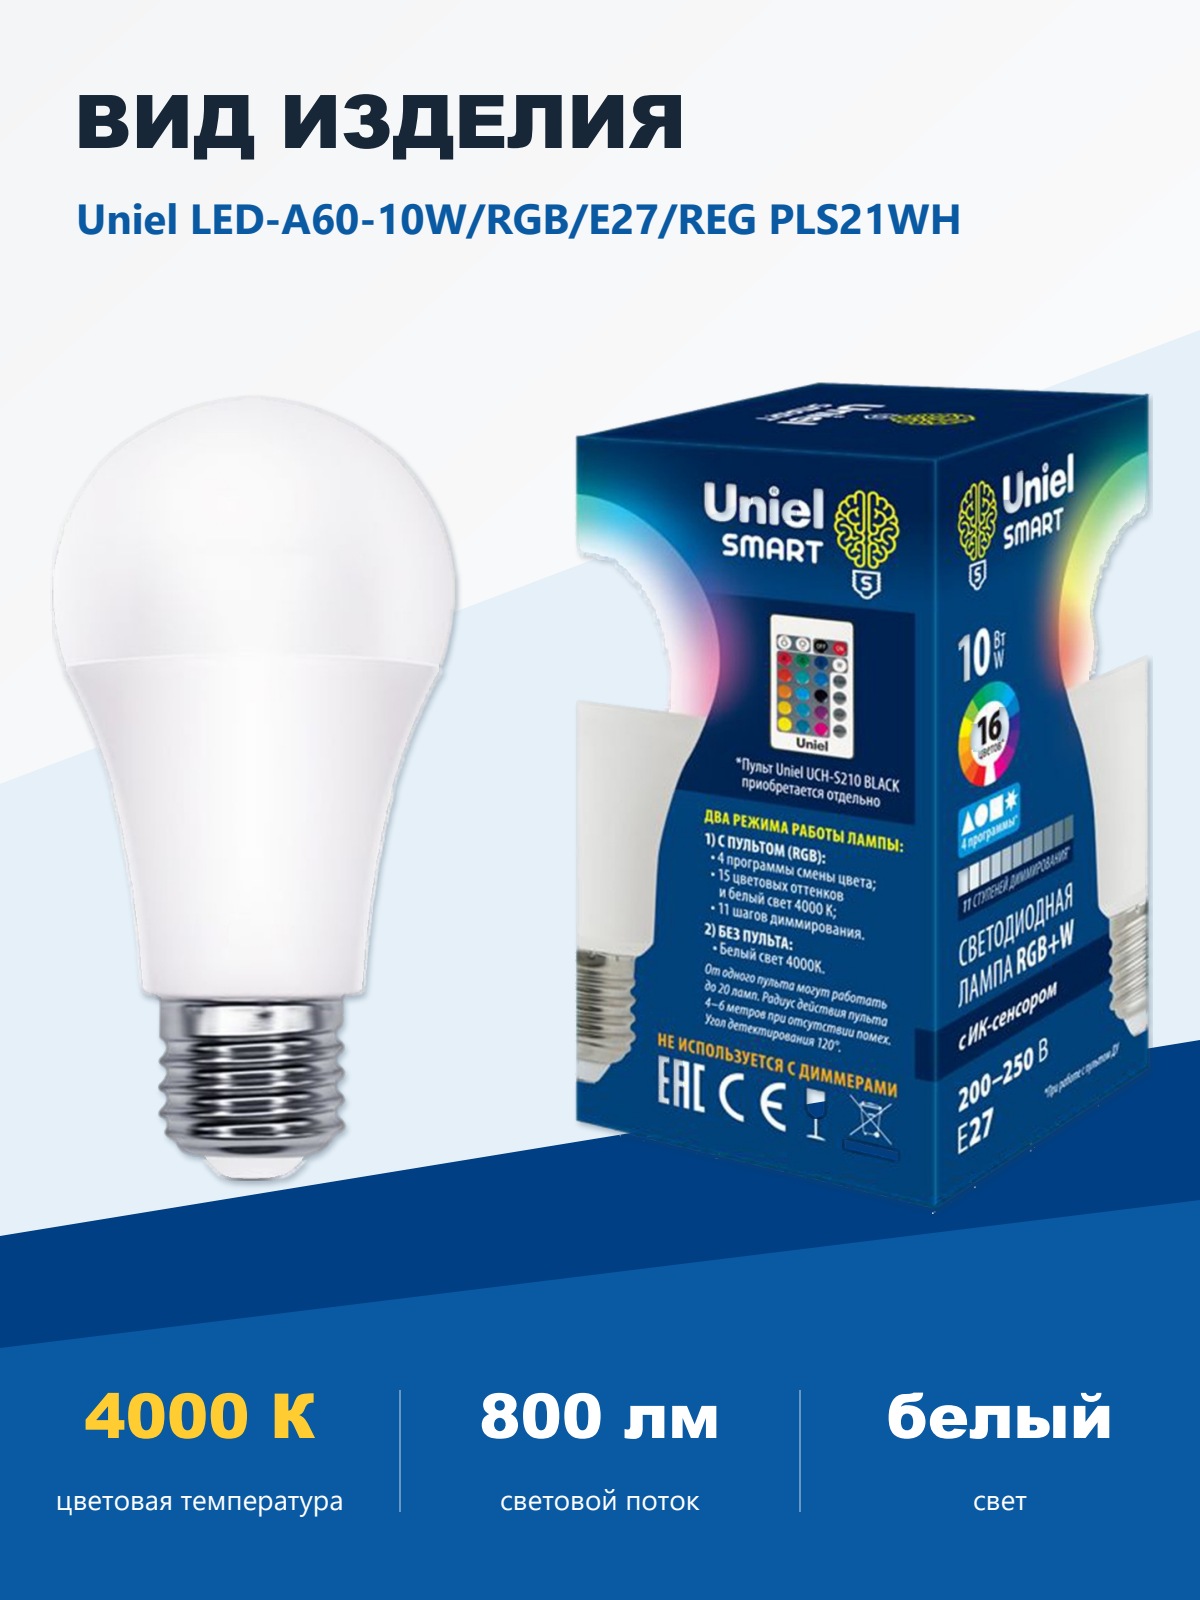 ВИД ИЗДЕЛИЯ
Uniel LED-A60-10W/RGB/E27/REG PLS21WH
Uniel
SMART
S
OFF
ON
Uniel
*Пульт Uniel UCH-S210 BLACK
приобретается отдельно
ДВА РЕЖИМА РАБОТЫ ЛАМПЫ:
1) С ПУЛЬТОМ (RGB):
• 4 программы смены цвета;
• 15 цветовых оттенков
и белый свет 4000 К;
• 11 шагов диммирования.
2) БЕЗ ПУЛЬТА:
• Белый свет 4000К.
От одного пульта могут работать
до 20 ламп. Радиус действия пульта
4–6 метров при отсутствии помех.
Угол детектирования 120°.
НЕ ИСПОЛЬЗУЕТСЯ С ДИММЕРАМИ
EAC CE
Uniel
SMART
S
10 Вт
W
16
цветов*
4 программы*
11 СТУПЕНЕЙ ДИММИРОВАНИЯ*
СВЕТОДИОДНАЯ
ЛАМПА RGB+W
с ИК-сенсором
200–250 В
E27
*При работе с пультом ДУ
4000 К
цветовая температура
800 лм
световой поток
белый
свет